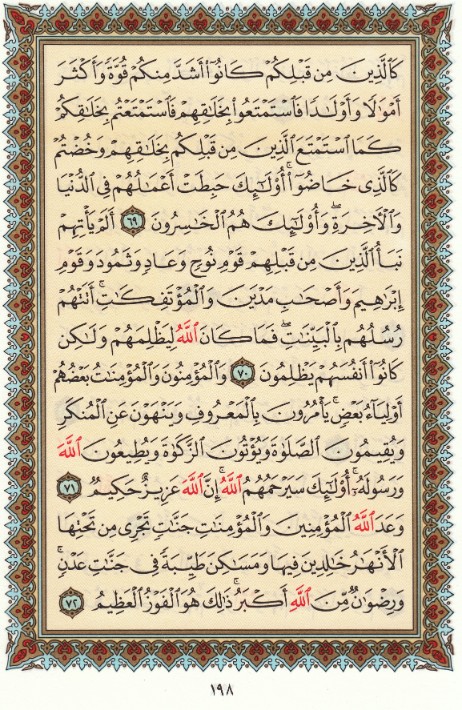 كَٱلَّذِينَ مِن قَبْلِكُمْ كَانُوٓا۟ أَشَدَّ مِنكُمْ قُوَّةً وَأَكْثَرَ
أَمْوَٰلًا وَأَوْلَٰدًا فَٱسْتَمْتَعُوا۟ بِخَلَٰقِهِمْ فَٱسْتَمْتَعْتُم بِخَلَٰقِكُمْ
كَمَا ٱسْتَمْتَعَ ٱلَّذِينَ مِن قَبْلِكُم بِخَلَٰقِهِمْ وَخُضْتُمْ
كَٱلَّذِى خَاضُوٓا۟ ۚ أُو۟لَٰٓئِكَ حَبِطَتْ أَعْمَٰلُهُمْ فِى ٱلدُّنْيَا
وَٱلْـَٔاخِرَةِ ۖ وَأُو۟لَٰٓئِكَ هُمُ ٱلْخَٰسِرُونَ ٦٩ أَلَمْ يَأْتِهِمْ
نَبَأُ ٱلَّذِينَ مِن قَبْلِهِمْ قَوْمِ نُوحٍ وَعَادٍ وَثَمُودَ وَقَوْمِ
إِبْرَٰهِيمَ وَأَصْحَٰبِ مَدْيَنَ وَٱلْمُؤْتَفِكَٰتِ ۚ أَتَتْهُمْ
رُسُلُهُم بِٱلْبَيِّنَٰتِ ۖ فَمَا كَانَ ٱللَّهُ لِيَظْلِمَهُمْ وَلَٰكِن
كَانُوٓا۟ أَنفُسَهُمْ يَظْلِمُونَ ٧٠ وَٱلْمُؤْمِنُونَ وَٱلْمُؤْمِنَٰتُ بَعْضُهُمْ
أَوْلِيَآءُ بَعْضٍ ۚ يَأْمُرُونَ بِٱلْمَعْرُوفِ وَيَنْهَوْنَ عَنِ ٱلْمُنكَرِ
وَيُقِيمُونَ ٱلصَّلَوٰةَ وَيُؤْتُونَ ٱلزَّكَوٰةَ وَيُطِيعُونَ ٱللَّهَ
وَرَسُولَهُۥٓ ۚ أُو۟لَٰٓئِكَ سَيَرْحَمُهُمُ ٱللَّهُ ۗ إِنَّ ٱللَّهَ عَزِيزٌ حَكِيمٌ ٧١
وَعَدَ ٱللَّهُ ٱلْمُؤْمِنِينَ وَٱلْمُؤْمِنَٰتِ جَنَّٰتٍ تَجْرِى مِن تَحْتِهَا
ٱلْأَنْهَٰرُ خَٰلِدِينَ فِيهَا وَمَسَٰكِنَ طَيِّبَةً فِى جَنَّٰتِ عَدْنٍ ۚ
وَرِضْوَٰنٌ مِّنَ ٱللَّهِ أَكْبَرُ ۚ ذَٰلِكَ هُوَ ٱلْفَوْزُ ٱلْعَظِيمُ ٧٢
١٩٨